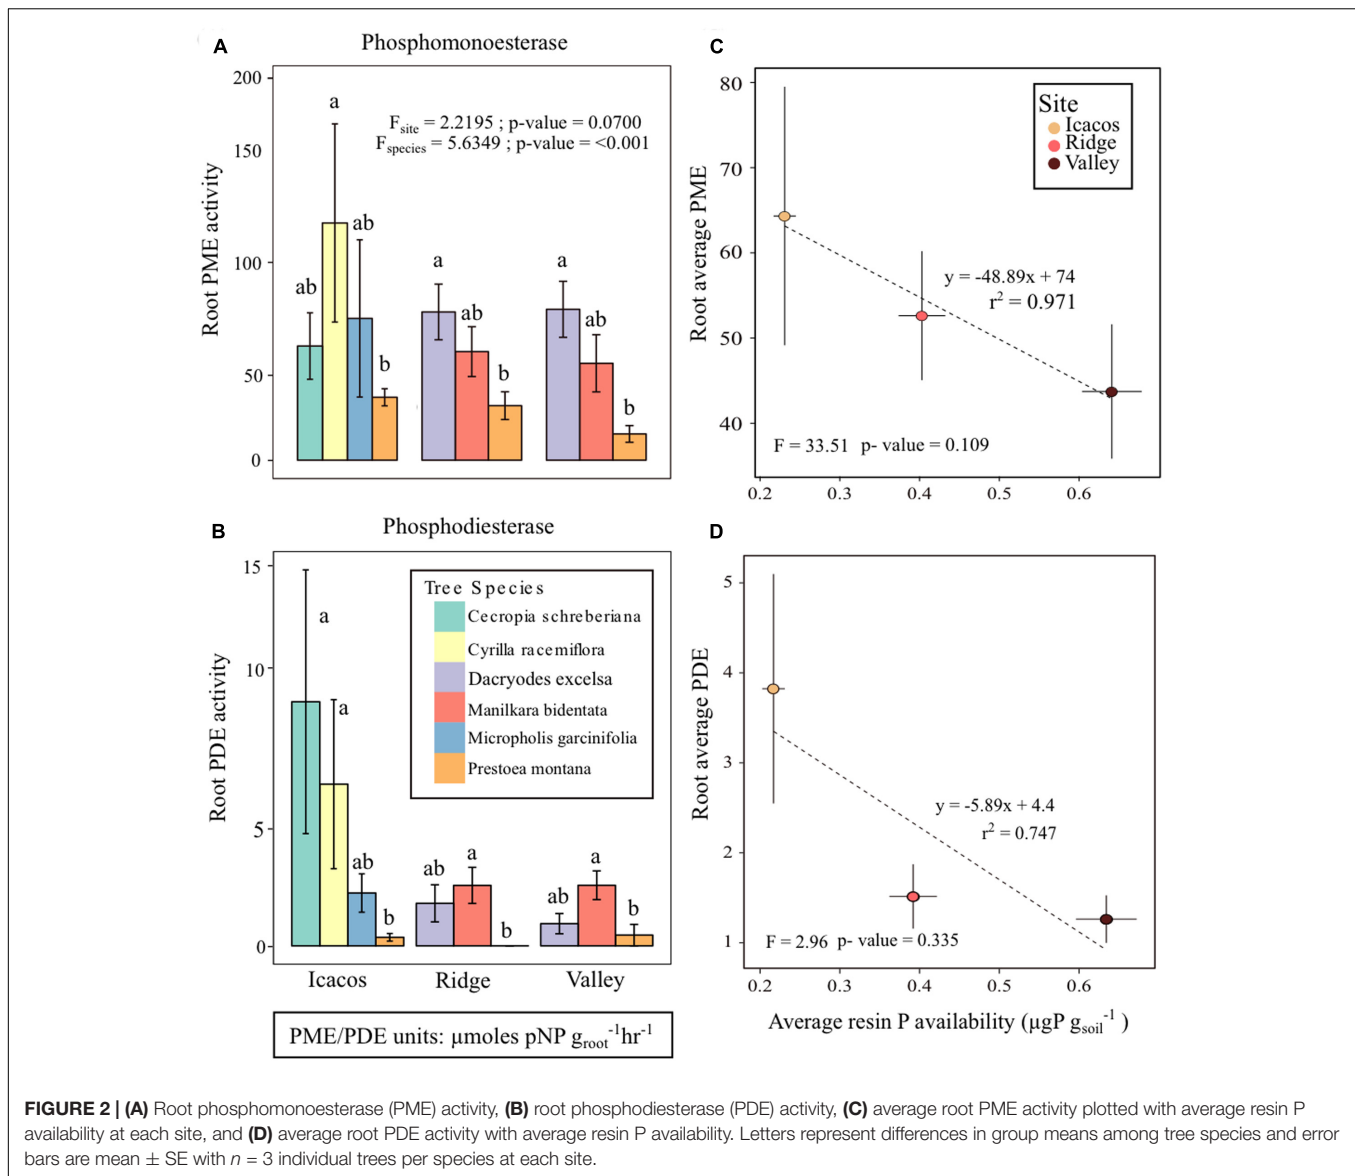 A
Phosphomonoesterase
200
150
100
50
0
Root PME activity
F_site = 2.2195 ; p-value = 0.0700
F_species = 5.6349 ; p-value = <0.001
ab
a
ab
b
a
ab
b
a
ab
b
C
80
70
60
50
40
Root average PME
Site
Icacos
Ridge
Valley
y = -48.89x + 74
r² = 0.971
F = 33.51 p- value = 0.109
0.2 0.3 0.4 0.5 0.6
B
Phosphodiesterase
15
10
5
0
Root PDE activity
Tree Species
Cecropia schreberiana
Cyrilla racemiflora
Dacryodes excelsa
Manilkara bidentata
Micropholis garcinifolia
Prestoea montana
a
a
ab
b
ab
a
b
ab
a
b
Icacos Ridge Valley
PME/PDE units: µmoles pNP g_root⁻¹hr⁻¹
D
5
4
3
2
1
Root average PDE
y = -5.89x + 4.4
r² = 0.747
F = 2.96 p- value = 0.335
0.2 0.3 0.4 0.5 0.6
Average resin P availability (µgP g_soil⁻¹ )
FIGURE 2 | (A) Root phosphomonoesterase (PME) activity, (B) root phosphodiesterase (PDE) activity, (C) average root PME activity plotted with average resin P
availability at each site, and (D) average root PDE activity with average resin P availability. Letters represent differences in group means among tree species and error
bars are mean ± SE with n = 3 individual trees per species at each site.